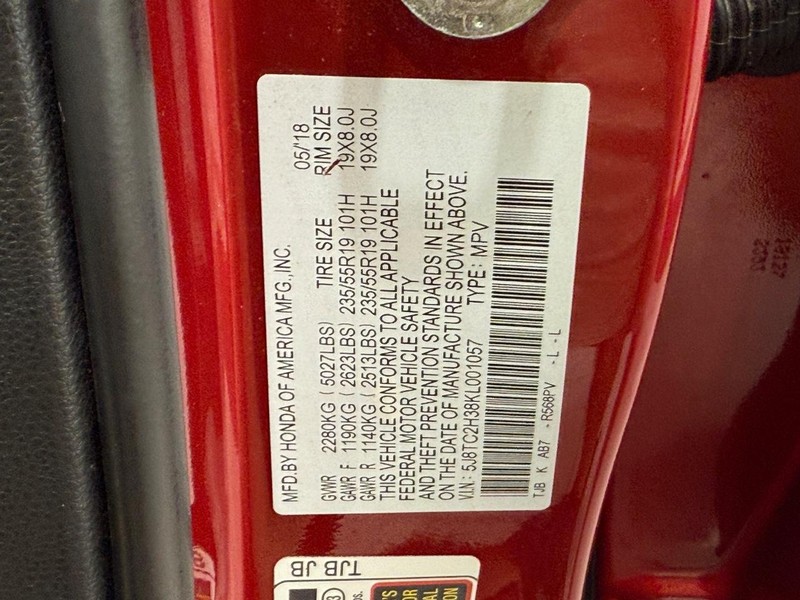 MFD.BY HONDA OF AMERICA MFG.,INC. 05/'18
GWR 2280KG (5027LBS) TIRE SIZE RIM SIZE
GAWR F 1190KG (2623LBS) 235/55R19 101H 19X8.0J
GAWR R 1140KG (2513LBS) 235/55R19 101H 19X8.0J
THIS VEHICLE CONFORMS TO ALL APPLICABLE
FEDERAL MOTOR VEHICLE SAFETY
AND THEFT PREVENTION STANDARDS IN EFFECT
ON THE DATE OF MANUFACTURE SHOWN ABOVE.
V.I.N.: 5J8TC2H38KL001057 TYPE: MPV
TJB K AB7 - R568PV - L - L
TJB JB